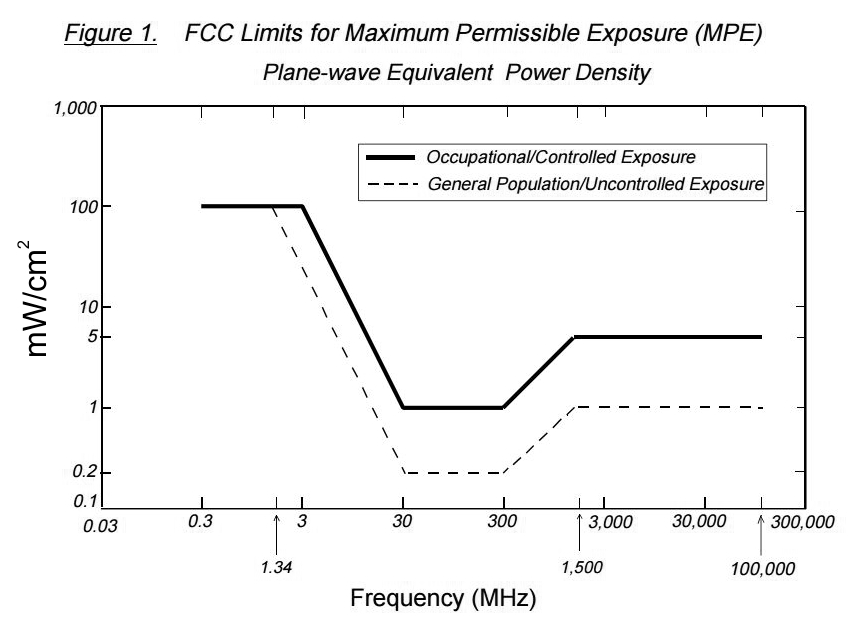 Figure 1. FCC Limits for Maximum Permissible Exposure (MPE)
Plane-wave Equivalent Power Density
1,000
Occupational/Controlled Exposure
General Population/Uncontrolled Exposure
100
mW/cm²
10
5
1
0.2
0.1
0.03 0.3 3 30 300 3,000 30,000 300,000
1.34 1,500 100,000
Frequency (MHz)